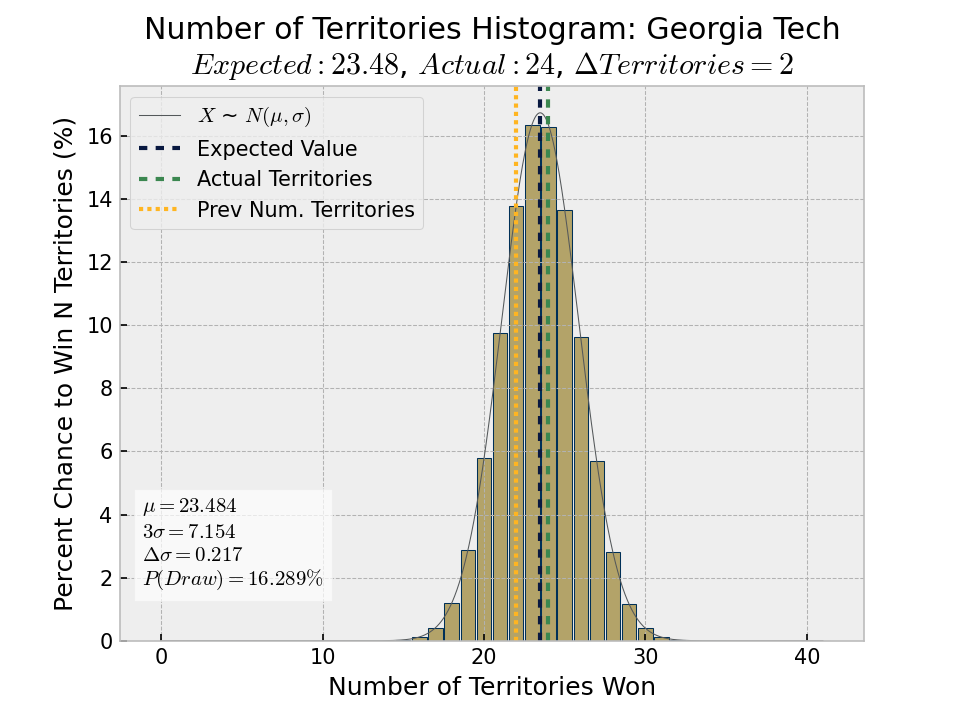 Number of Territories Histogram: Georgia Tech
Expected : 23.48, Actual : 24, ΔTerritories = 2
X ~ N(μ, σ)
Expected Value
Actual Territories
Prev Num. Territories
Percent Chance to Win N Territories (%)
16
14
12
10
8
6
4
2
0
μ = 23.484
3σ = 7.154
Δσ = 0.217
P(Draw) = 16.289%
0 10 20 30 40
Number of Territories Won